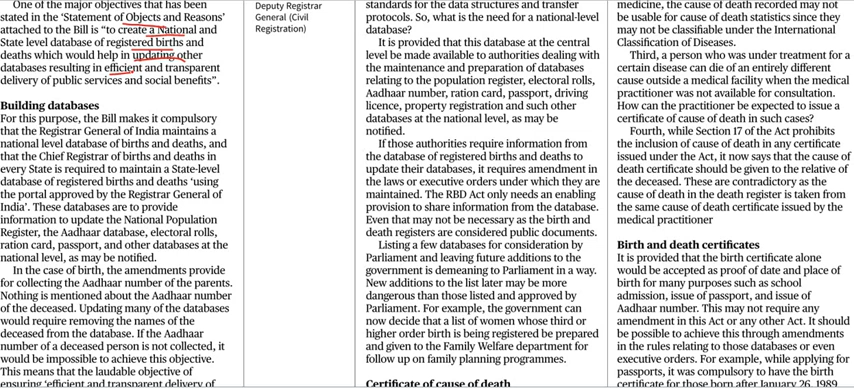 One of the major objectives that has been
stated in the ‘Statement of Objects and Reasons’
attached to the Bill is “to create a National and
State level database of registered births and
deaths which would help in updating other
databases resulting in efficient and transparent
delivery of public services and social benefits”.
Building databases
For this purpose, the Bill makes it compulsory
that the Registrar General of India maintains a
national level database of births and deaths, and
that the Chief Registrar of births and deaths in
every State is required to maintain a State-level
database of registered births and deaths ‘using
the portal approved by the Registrar General of
India’. These databases are to provide
information to update the National Population
Register, the Aadhaar database, electoral rolls,
ration card, passport, and other databases at the
national level, as may be notified.
In the case of birth, the amendments provide
for collecting the Aadhaar number of the parents.
Nothing is mentioned about the Aadhaar number
of the deceased. Updating many of the databases
would require removing the names of the
deceased from the database. If the Aadhaar
number of a deceased person is not collected, it
would be impossible to achieve this objective.
This means that the laudable objective of
ensuring ‘efficient and transparent delivery of
Deputy Registrar
General (Civil
Registration)
standards for the data structures and transfer
protocols. So, what is the need for a national-level
database?
It is provided that this database at the central
level be made available to authorities dealing with
the maintenance and preparation of databases
relating to the population register, electoral rolls,
Aadhaar number, ration card, passport, driving
licence, property registration and such other
databases at the national level, as may be
notified.
If those authorities require information from
the database of registered births and deaths to
update their databases, it requires amendment in
the laws or executive orders under which they are
maintained. The RBD Act only needs an enabling
provision to share information from the database.
Even that may not be necessary as the birth and
death registers are considered public documents.
Listing a few databases for consideration by
Parliament and leaving future additions to the
government is demeaning to Parliament in a way.
New additions to the list later may be more
dangerous than those listed and approved by
Parliament. For example, the government can
now decide that a list of women whose third or
higher order birth is being registered be prepared
and given to the Family Welfare department for
follow up on family planning programmes.
Certificate of cause of death
medicine, the cause of death recorded may not
be usable for cause of death statistics since they
may not be classifiable under the International
Classification of Diseases.
Third, a person who was under treatment for a
certain disease can die of an entirely different
cause outside a medical facility when the medical
practitioner was not available for consultation.
How can the practitioner be expected to issue a
certificate of cause of death in such cases?
Fourth, while Section 17 of the Act prohibits
the inclusion of cause of death in any certificate
issued under the Act, it now says that the cause of
death certificate should be given to the relative of
the deceased. These are contradictory as the
cause of death in the death register is taken from
the same cause of death certificate issued by the
medical practitioner
Birth and death certificates
It is provided that the birth certificate alone
would be accepted as proof of date and place of
birth for many purposes such as school
admission, issue of passport, and issue of
Aadhaar number. This may not require any
amendment in this Act or any other Act. It should
be possible to achieve this through amendments
in the rules relating to those databases or even
executive orders. For example, while applying for
passports, it was compulsory to have the birth
certificate for those born after January 26, 1989